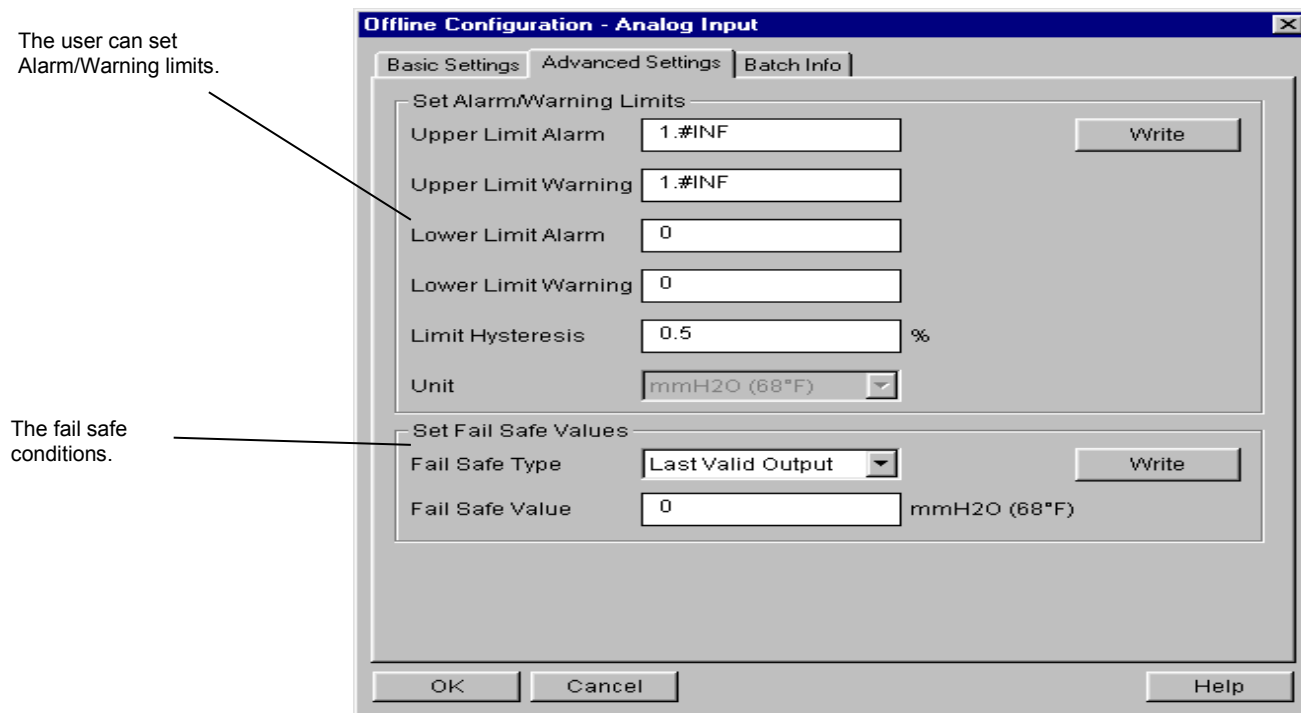 The user can set
Alarm/Warning limits.
Offline Configuration - Analog Input
Basic Settings Advanced Settings Batch Info
Set Alarm/Warning Limits
Upper Limit Alarm 1.#INF Write
Upper Limit Warning 1.#INF
Lower Limit Alarm 0
Lower Limit Warning 0
Limit Hysteresis 0.5 %
Unit mmH2O (68°F)
The fail safe
conditions.
Set Fail Safe Values
Fail Safe Type Last Valid Output Write
Fail Safe Value 0 mmH2O (68°F)
OK Cancel Help